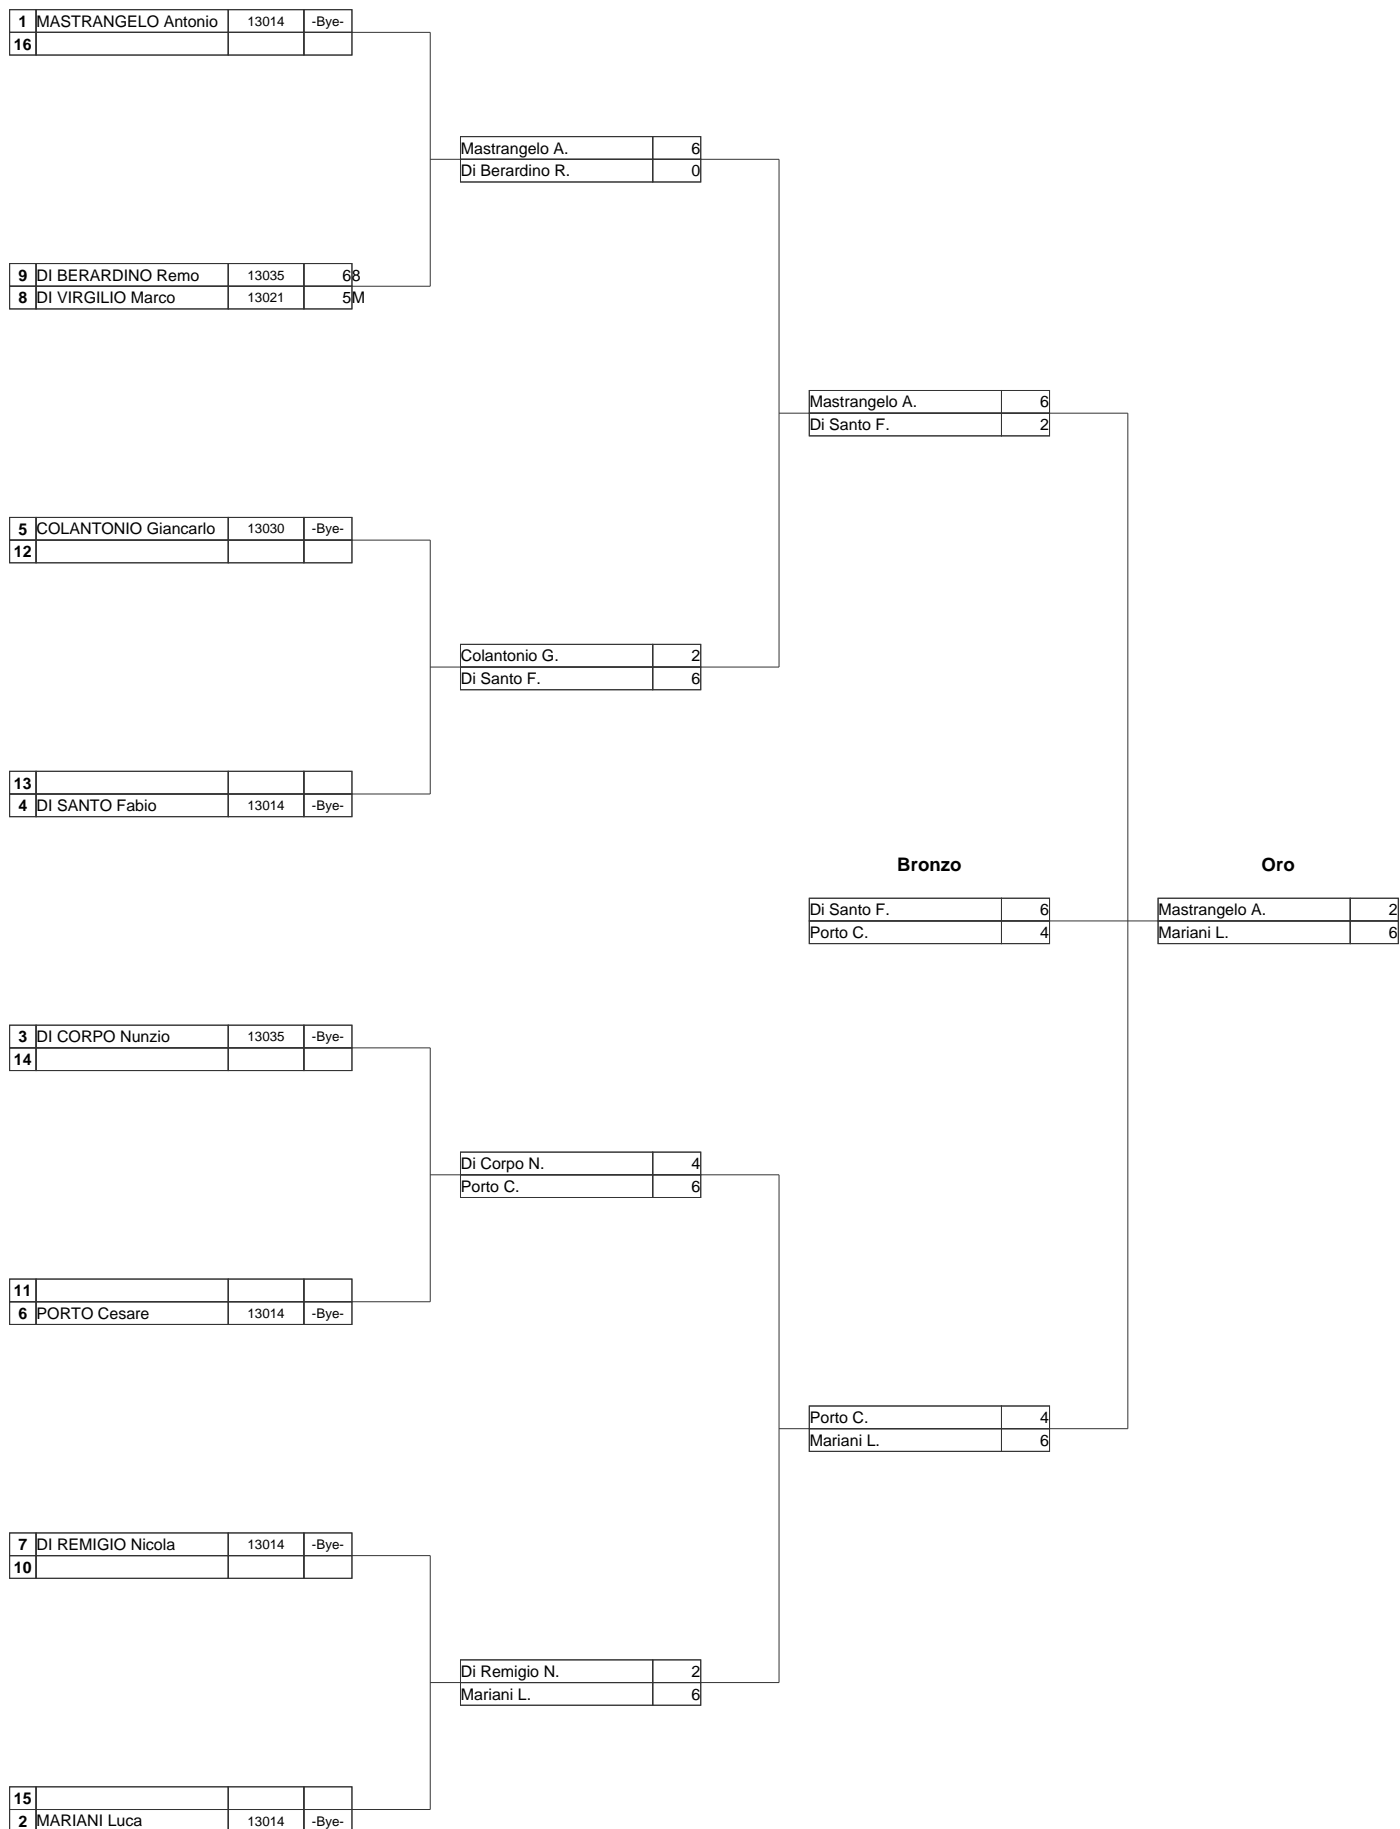 1 MASTRANGELO Antonio 13014 -Bye-
16
Mastrangelo A. 6
Di Berardino R. 0
9 DI BERARDINO Remo 13035 68
8 DI VIRGILIO Marco 13021 5M
Mastrangelo A. 6
Di Santo F. 2
5 COLANTONIO Giancarlo 13030 -Bye-
12
Colantonio G. 2
Di Santo F. 6
13
4 DI SANTO Fabio 13014 -Bye-
Bronzo Oro
Di Santo F. 6 Mastrangelo A. 2
Porto C. 4 Mariani L. 6
3 DI CORPO Nunzio 13035 -Bye-
14
Di Corpo N. 4
Porto C. 6
11
6 PORTO Cesare 13014 -Bye-
Porto C. 4
Mariani L. 6
7 DI REMIGIO Nicola 13014 -Bye-
10
Di Remigio N. 2
Mariani L. 6
15
2 MARIANI Luca 13014 -Bye-